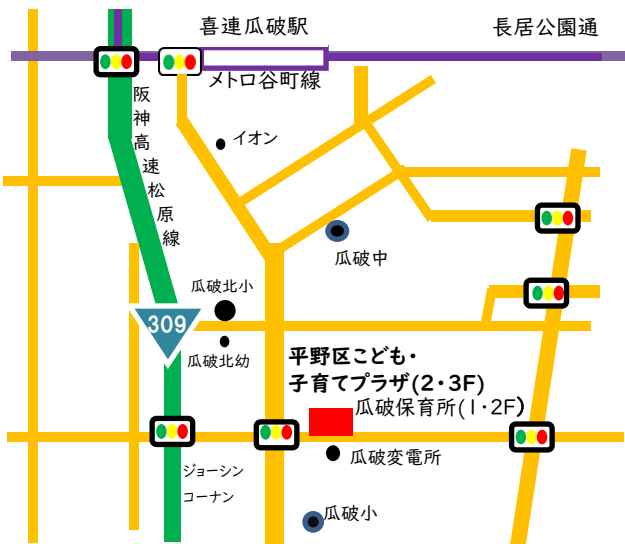 喜連瓜破駅
長居公園通
メトロ谷町線
阪神高速松原線
イオン
瓜破中
瓜破北小
309
瓜破北幼
平野区こども・
子育てプラザ(2・3F)
瓜破保育所(1・2F)
瓜破変電所
ジョーシン
コーナン
瓜破小